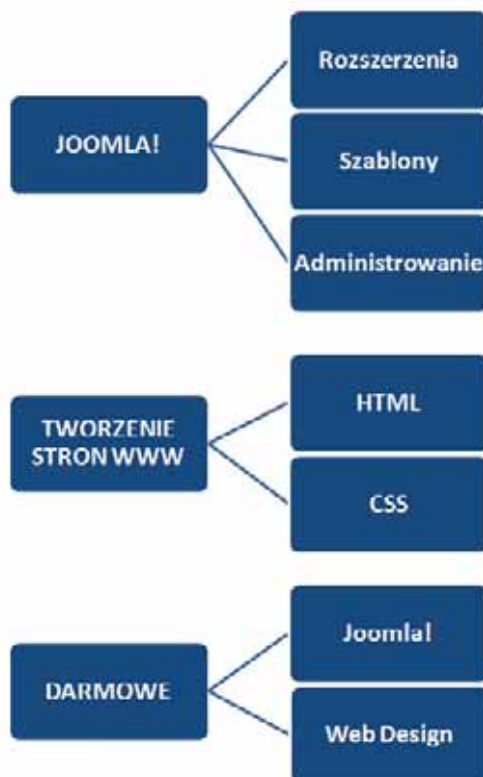 JOOMLA!
Rozszerzenia
Szablony
Administrowanie
TWORZENIE
STRON WWW
HTML
CSS
DARMOWE
Joomla!
Web Design